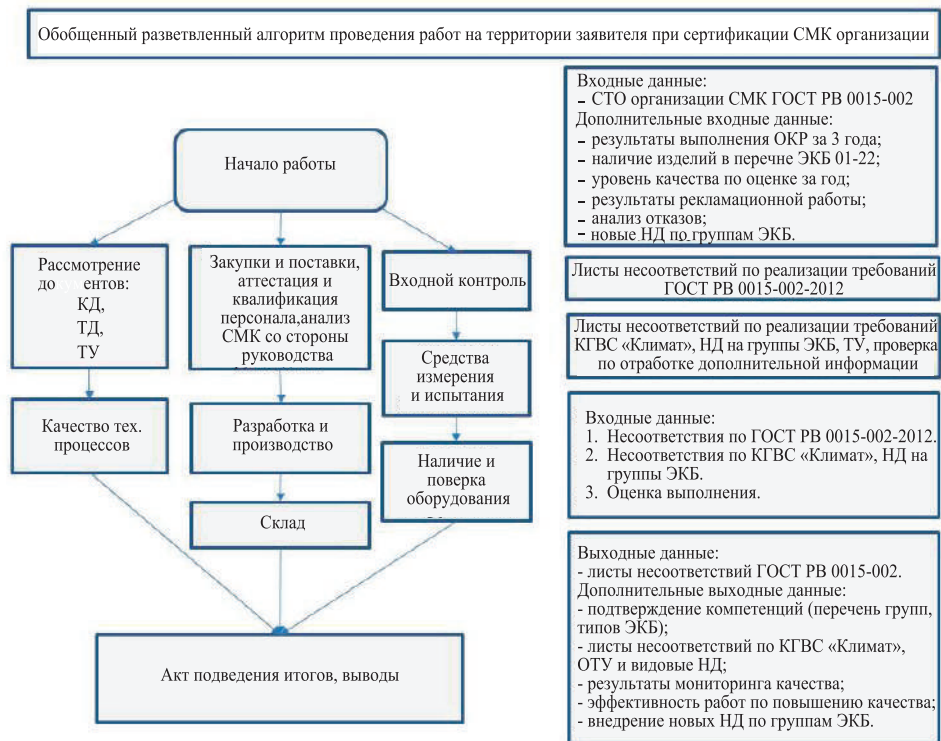 Обобщенный разветвленный алгоритм проведения работ на территории заявителя при сертификации СМК организации
Начало работы
Рассмотрение
ентов:
КД,
ТД,
ТУ
Качество тех.
процессов
Закупки и поставки,
аттестация и
квалификация
персонала,анализ
СМК со стороны
руководства
Разработка и
производство
Склад
Входной контроль
Средства
измерения
и испытания
Наличие и
поверка
оборудования
Акт подведения итогов, выводы
Входные данные:
– СТО организации СМК ГОСТ РВ 0015-002
Дополнительные входные данные:
– результаты выполнения ОКР за 3 года;
– наличие изделий в перечне ЭКБ 01-22;
– уровень качества по оценке за год;
– результаты рекламационной работы;
– анализ отказов;
– новые НД по группам ЭКБ.
Листы несоответствий по реализации требований
ГОСТ РВ 0015-002-2012
Листы несоответствий по реализации требований
КГВС «Климат», НД на группы ЭКБ, ТУ, проверка
по отработке дополнительной информации
Входные данные:
1. Несоответствия по ГОСТ РВ 0015-002-2012.
2. Несоответствия по КГВС «Климат», НД на
группы ЭКБ.
3. Оценка выполнения.
Выходные данные:
- листы несоответствий ГОСТ РВ 0015-002.
Дополнительные выходные данные:
- подтверждение компетенций (перечень групп,
типов ЭКБ);
- листы несоответствий по КГВС «Климат»,
ОТУ и видовые НД;
- результаты мониторинга качества;
- эффективность работ по повышению качества;
- внедрение новых НД по группам ЭКБ.